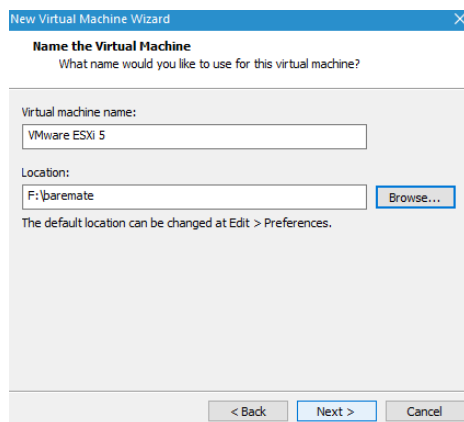 New Virtual Machine Wizard
Name the Virtual Machine
What name would you like to use for this virtual machine?
Virtual machine name:
VMware ESXi 5
Location:
F:\baremate
Browse...
The default location can be changed at Edit > Preferences.
< Back Next > Cancel